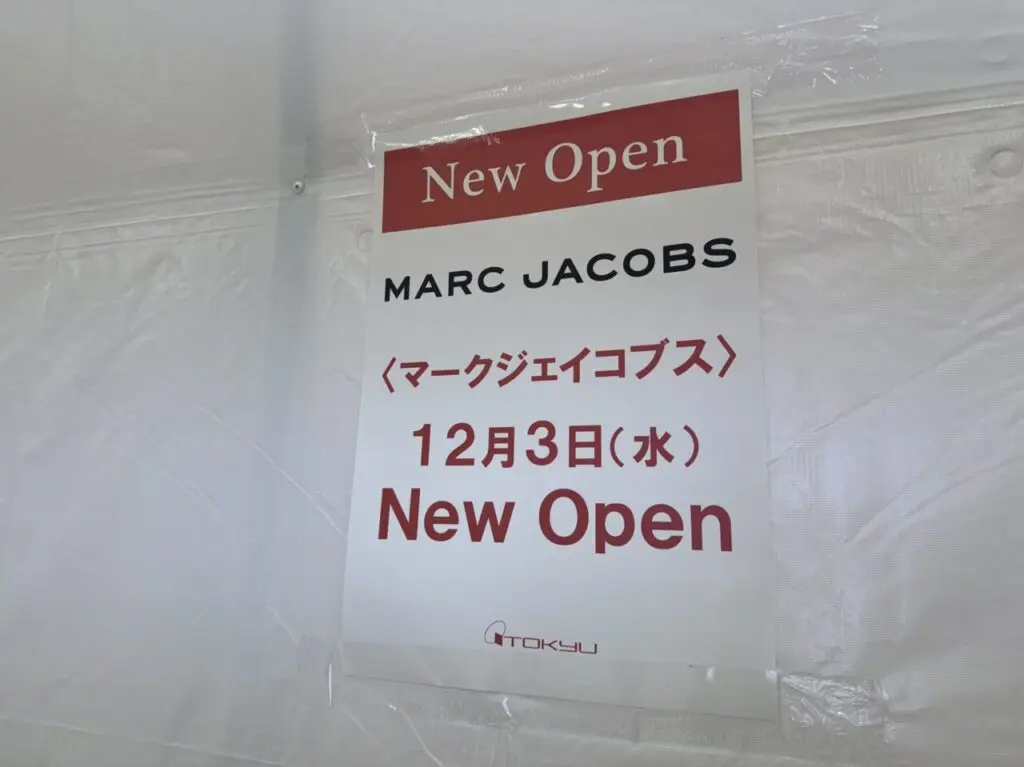 New Open
MARC JACOBS
〈マークジェイコブス〉
12月3日(水)
New Open
TOKYU